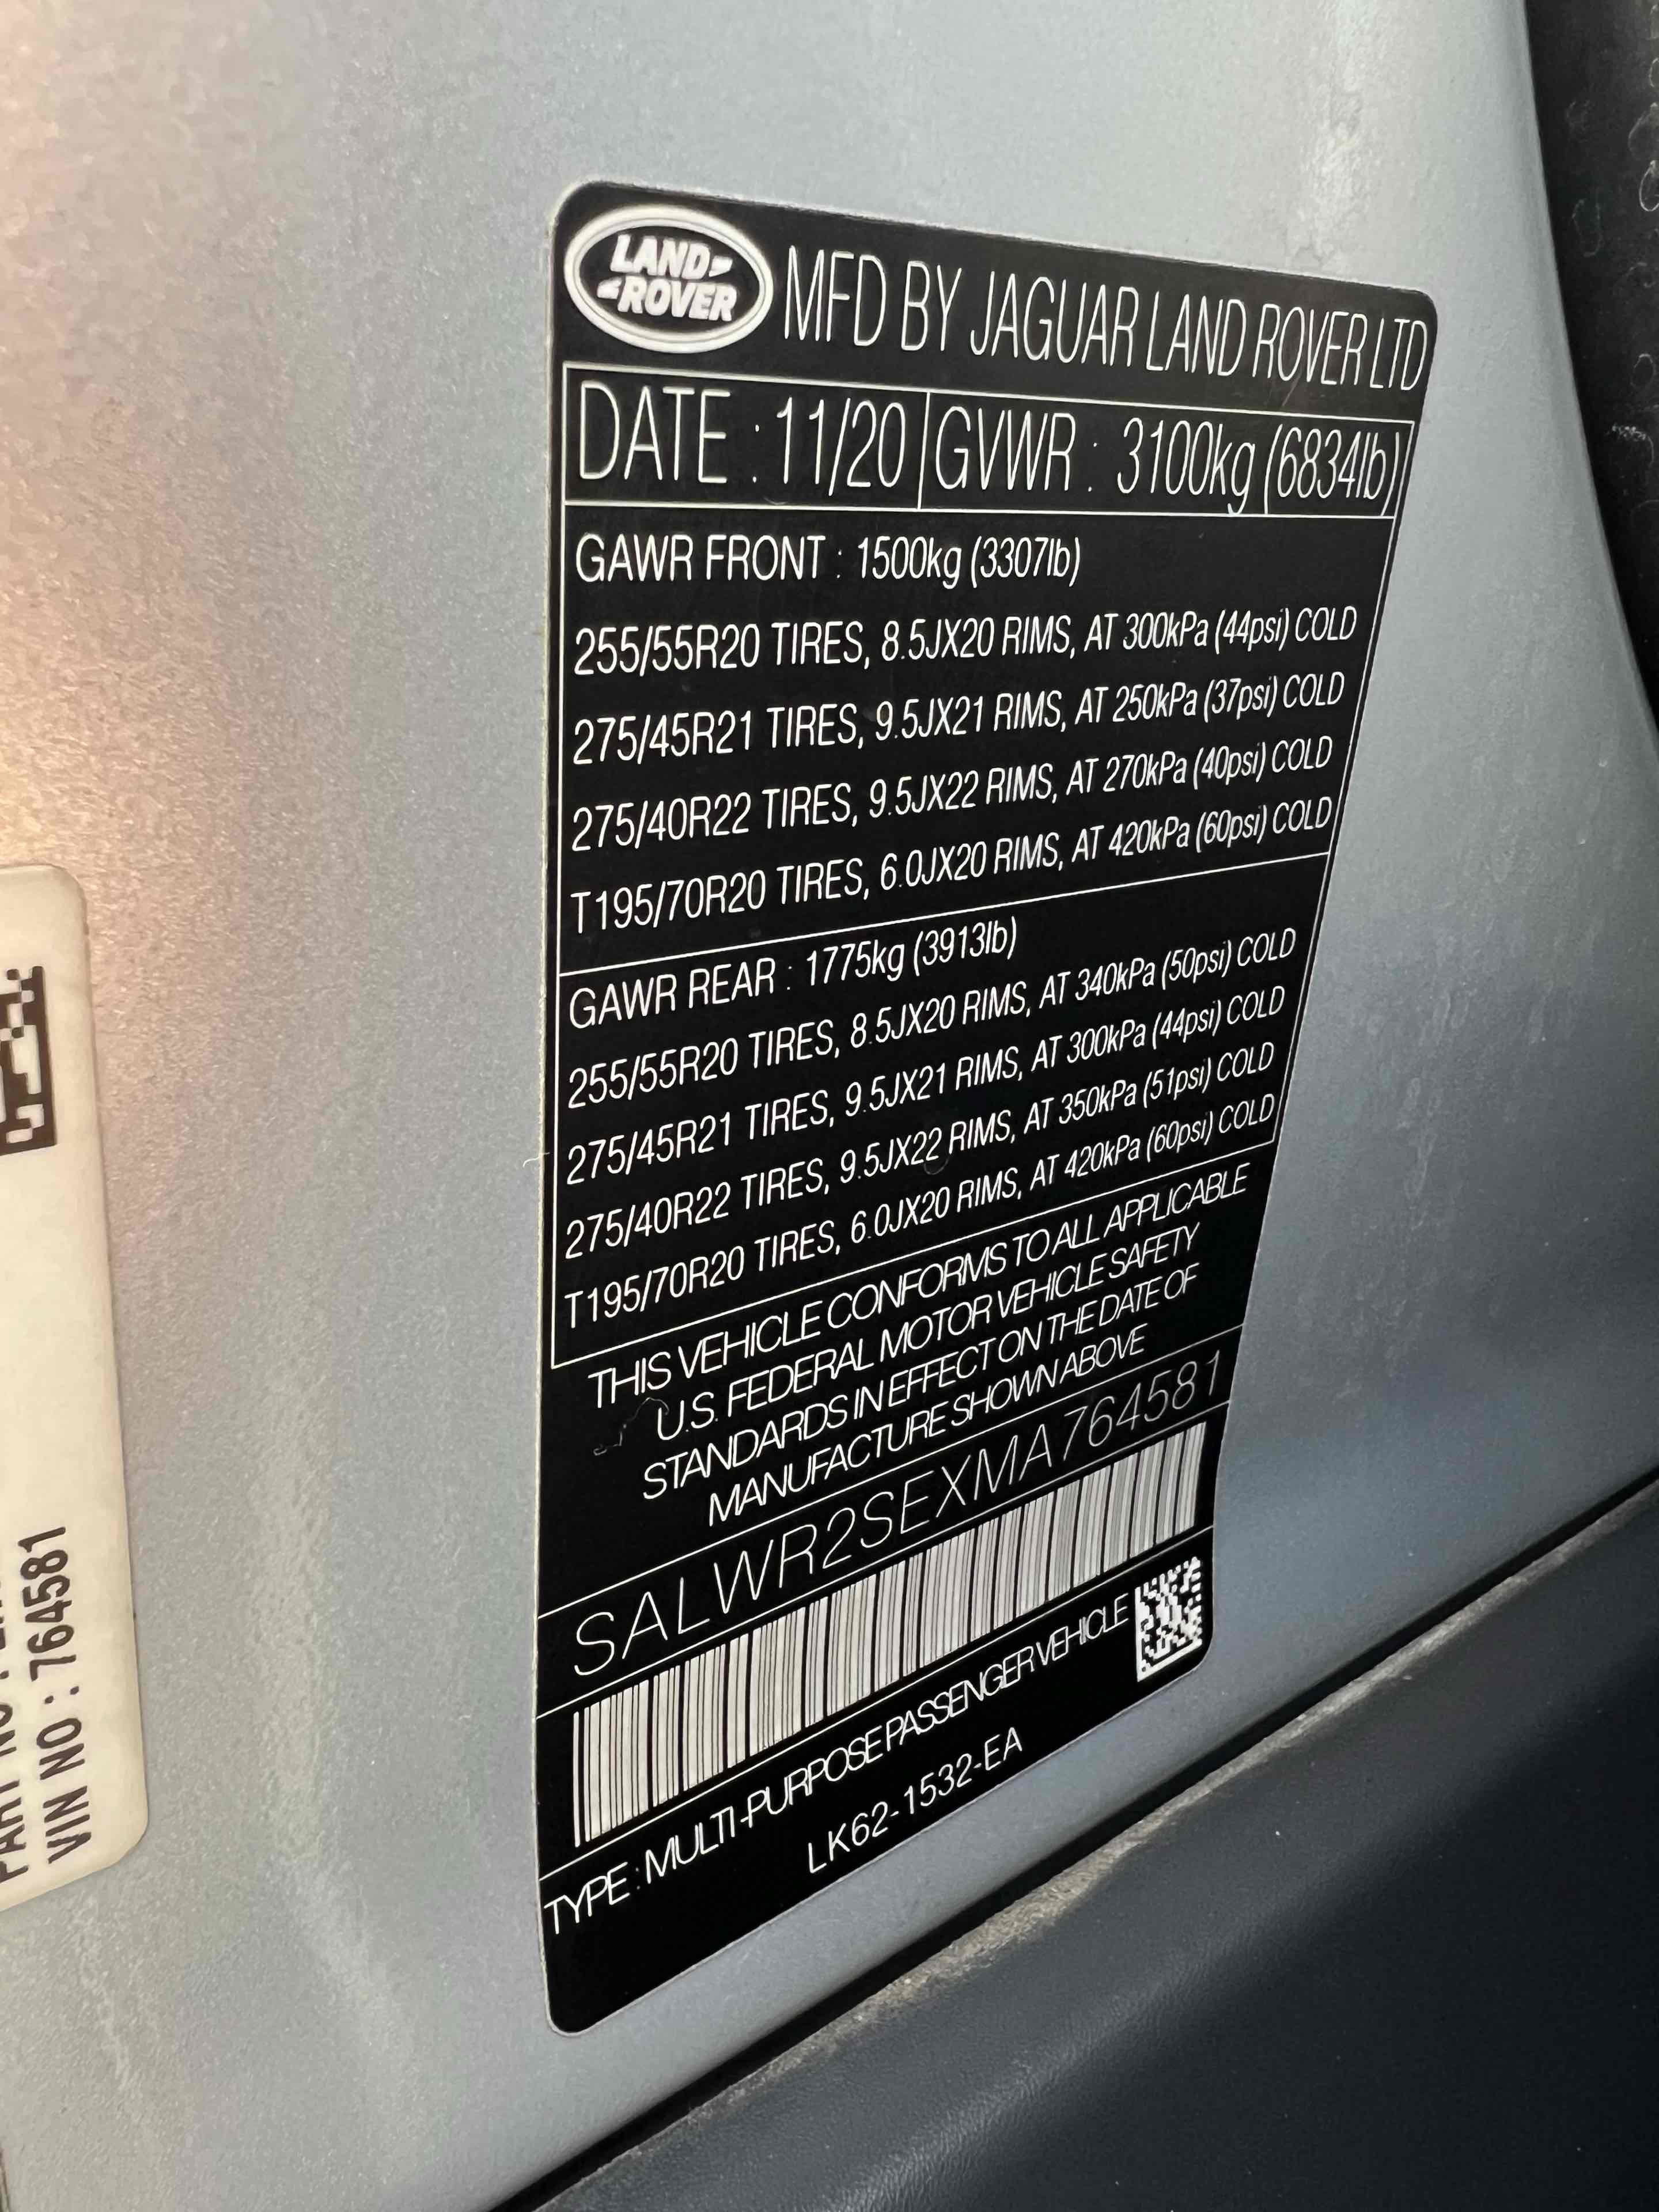 LAND
ROVER
MFD BY JAGUAR LAND ROVER LTD
DATE : 11/20 GVWR : 3100kg (6834lb)
GAWR FRONT : 1500kg (3307lb)
255/55R20 TIRES, 8.5JX20 RIMS, AT 300kPa (44psi) COLD
275/45R21 TIRES, 9.5JX21 RIMS, AT 250kPa (37psi) COLD
275/40R22 TIRES, 9.5JX22 RIMS, AT 270kPa (40psi) COLD
T195/70R20 TIRES, 6.0JX20 RIMS, AT 420kPa (60psi) COLD
GAWR REAR : 1775kg (3913lb)
255/55R20 TIRES, 8.5JX20 RIMS, AT 340kPa (50psi) COLD
275/45R21 TIRES, 9.5JX21 RIMS, AT 300kPa (44psi) COLD
275/40R22 TIRES, 9.5JX22 RIMS, AT 350kPa (51psi) COLD
T195/70R20 TIRES, 6.0JX20 RIMS, AT 420kPa (60psi) COLD
THIS VEHICLE CONFORMS TO ALL APPLICABLE
U.S. FEDERAL MOTOR VEHICLE SAFETY
STANDARDS IN EFFECT ON THE DATE OF
MANUFACTURE SHOWN ABOVE
SALWR2SEXMA764581
TYPE : MULTI-PURPOSE PASSENGER VEHICLE
LK62-1532-EA
PART NO
VIN NO : 764581